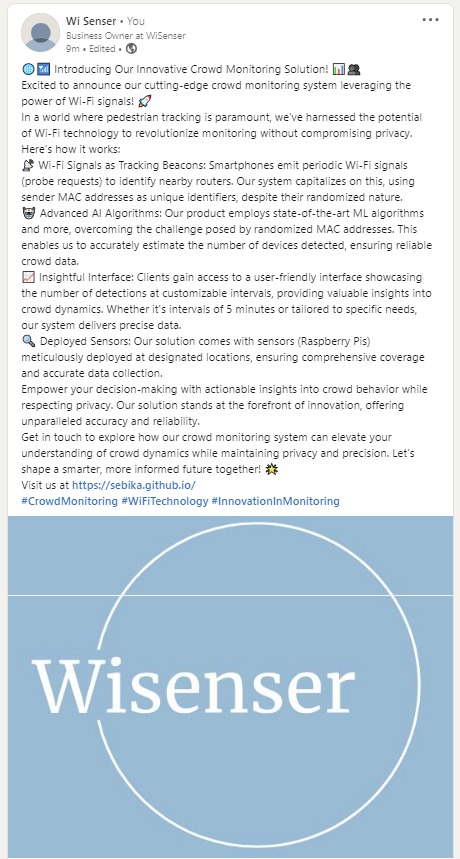 Wi Senser • You
Business Owner at WiSenser
9m • Edited •
🌐📶 Introducing Our Innovative Crowd Monitoring Solution! 📊👥
Excited to announce our cutting-edge crowd monitoring system leveraging the
power of Wi-Fi signals! 🚀
In a world where pedestrian tracking is paramount, we've harnessed the potential
of Wi-Fi technology to revolutionize monitoring without compromising privacy.
Here's how it works:
📡 Wi-Fi Signals as Tracking Beacons: Smartphones emit periodic Wi-Fi signals
(probe requests) to identify nearby routers. Our system capitalizes on this, using
sender MAC addresses as unique identifiers, despite their randomized nature.
🤖 Advanced AI Algorithms: Our product employs state-of-the-art ML algorithms
and more, overcoming the challenge posed by randomized MAC addresses. This
enables us to accurately estimate the number of devices detected, ensuring reliable
crowd data.
📈 Insightful Interface: Clients gain access to a user-friendly interface showcasing
the number of detections at customizable intervals, providing valuable insights into
crowd dynamics. Whether it's intervals of 5 minutes or tailored to specific needs,
our system delivers precise data.
🔍 Deployed Sensors: Our solution comes with sensors (Raspberry Pis)
meticulously deployed at designated locations, ensuring comprehensive coverage
and accurate data collection.
Empower your decision-making with actionable insights into crowd behavior while
respecting privacy. Our solution stands at the forefront of innovation, offering
unparalleled accuracy and reliability.
Get in touch to explore how our crowd monitoring system can elevate your
understanding of crowd dynamics while maintaining privacy and precision. Let's
shape a smarter, more informed future together! 🌟
Visit us at https://sebika.github.io/
#CrowdMonitoring #WiFiTechnology #InnovationInMonitoring
Wisenser